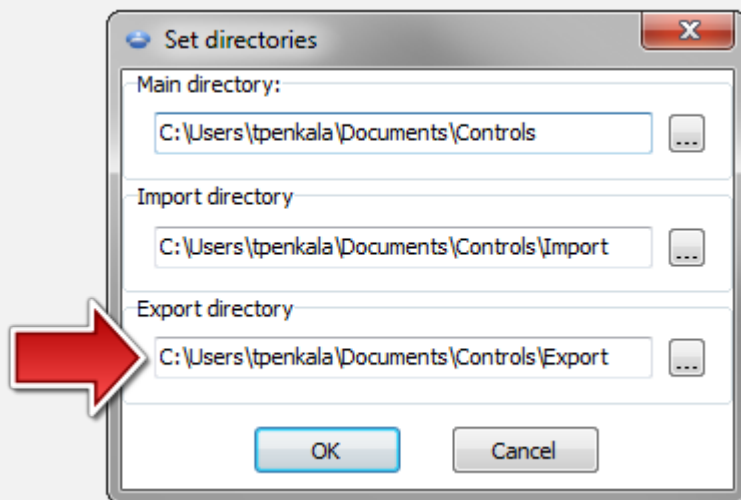 Set directories
Main directory:
C:\Users\tpenkala\Documents\Controls
...
Import directory
C:\Users\tpenkala\Documents\Controls\Import
...
Export directory
C:\Users\tpenkala\Documents\Controls\Export
...
OK
Cancel